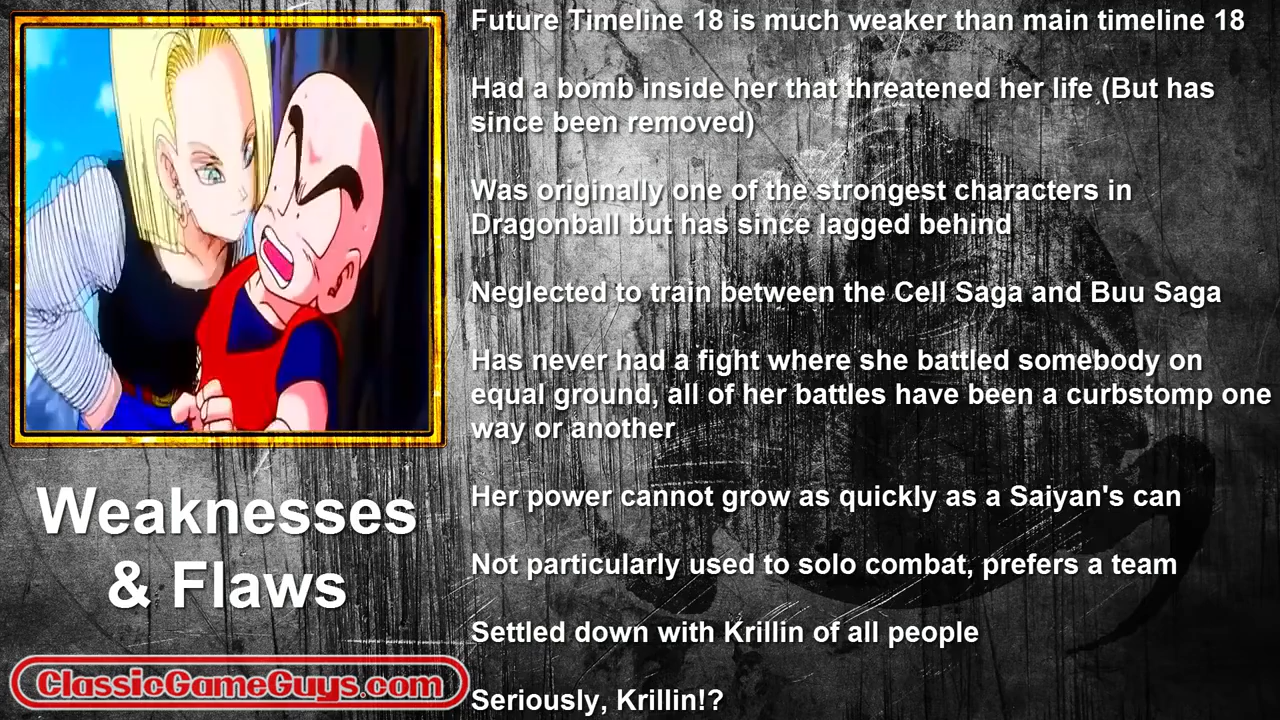 Future Timeline 18 is much weaker than main timeline 18
Had a bomb inside her that threatened her life (But has
since been removed)
Was originally one of the strongest characters in
Dragonball but has since lagged behind
Neglected to train between the Cell Saga and Buu Saga
Has never had a fight where she battled somebody on
equal ground, all of her battles have been a curbstomp one
way or another
Her power cannot grow as quickly as a Saiyan's can
Not particularly used to solo combat, prefers a team
Settled down with Krillin of all people
Seriously, Krillin!?
Weaknesses
& Flaws
ClassicGameGuys.com